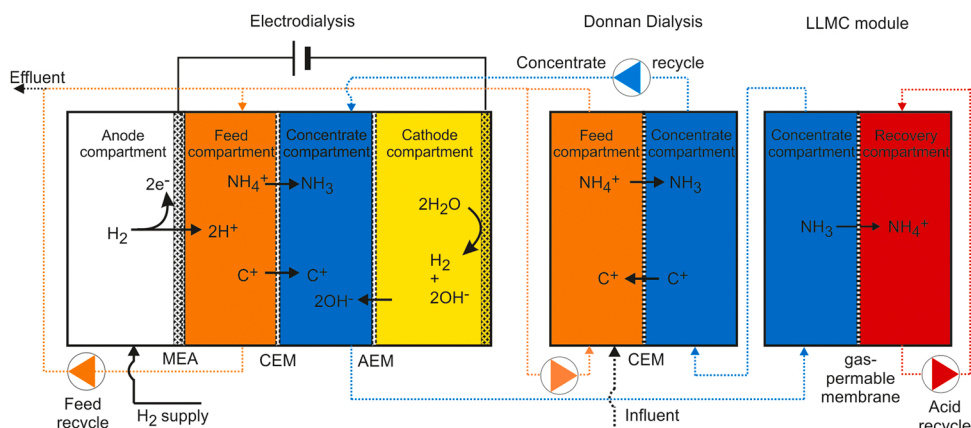 Electrodialysis
Donnan Dialysis
LLMC module
Effluent
Concentrate recycle
Anode
compartment
Feed
compartment
Concentrate
compartment
Cathode
compartment
Feed
compartment
Concentrate
compartment
Concentrate
compartment
Recovery
compartment
2e⁻
NH₄⁺
NH₃
2H₂O
NH₄⁺
NH₃
H₂
2H⁺
NH₃
NH₄⁺
C⁺
C⁺
H₂
+
2OH⁻
2OH⁻
C⁺
C⁺
MEA
CEM
AEM
CEM
gas-
permable
membrane
Feed
recycle
H₂ supply
Influent
Acid
recycle